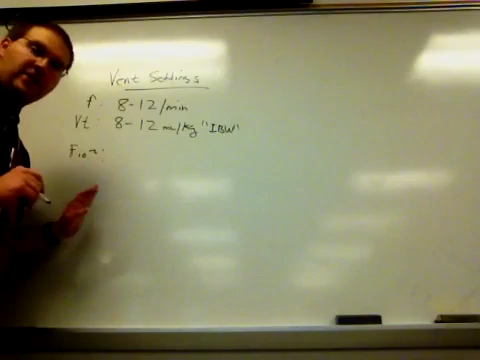 Vent Settings
f: 8-12/min
Vt: 8-12 mL/kg "IBW"
FIO2: